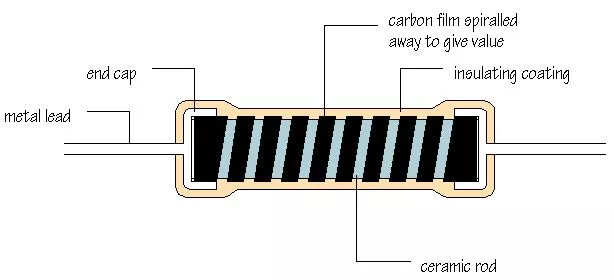 carbon film spiralled
away to give value
end cap
insulating coating
metal lead
ceramic rod